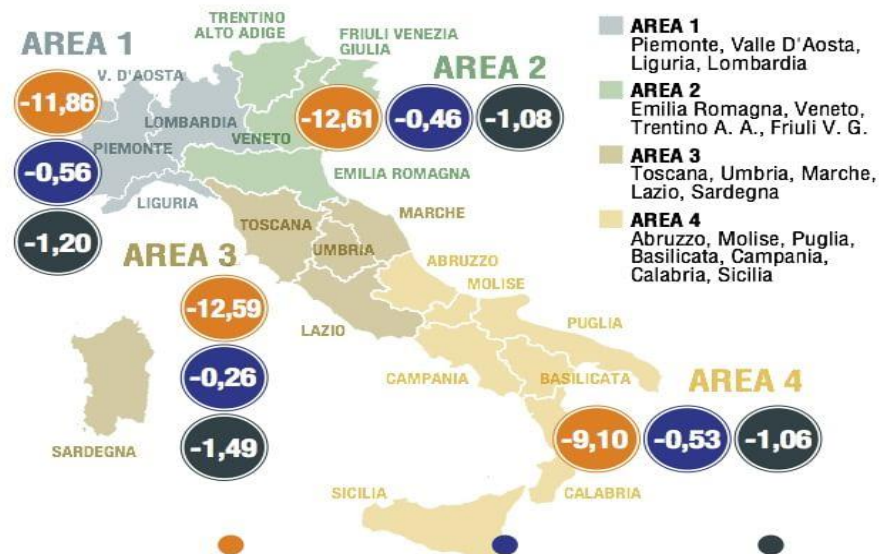 AREA 1
V. D'AOSTA
-11,86
LOMBARDIA
PIEMONTE
-0,56
LIGURIA
-1,20
TRENTINO
ALTO ADIGE
FRIULI VENEZIA
GIULIA
AREA 2
VENETO
-12,61
-0,46
-1,08
EMILIA ROMAGNA
AREA 3
TOSCANA
MARCHE
UMBRIA
LAZIO
-12,59
-0,26
-1,49
SARDEGNA
ABRUZZO
MOLISE
PUGLIA
CAMPANIA
BASILICATA
AREA 4
-9,10
-0,53
-1,06
SICILIA
CALABRIA
AREA 1
Piemonte, Valle D'Aosta,
Liguria, Lombardia
AREA 2
Emilia Romagna, Veneto,
Trentino A. A., Friuli V. G.
AREA 3
Toscana, Umbria, Marche,
Lazio, Sardegna
AREA 4
Abruzzo, Molise, Puglia,
Basilicata, Campania,
Calabria, Sicilia